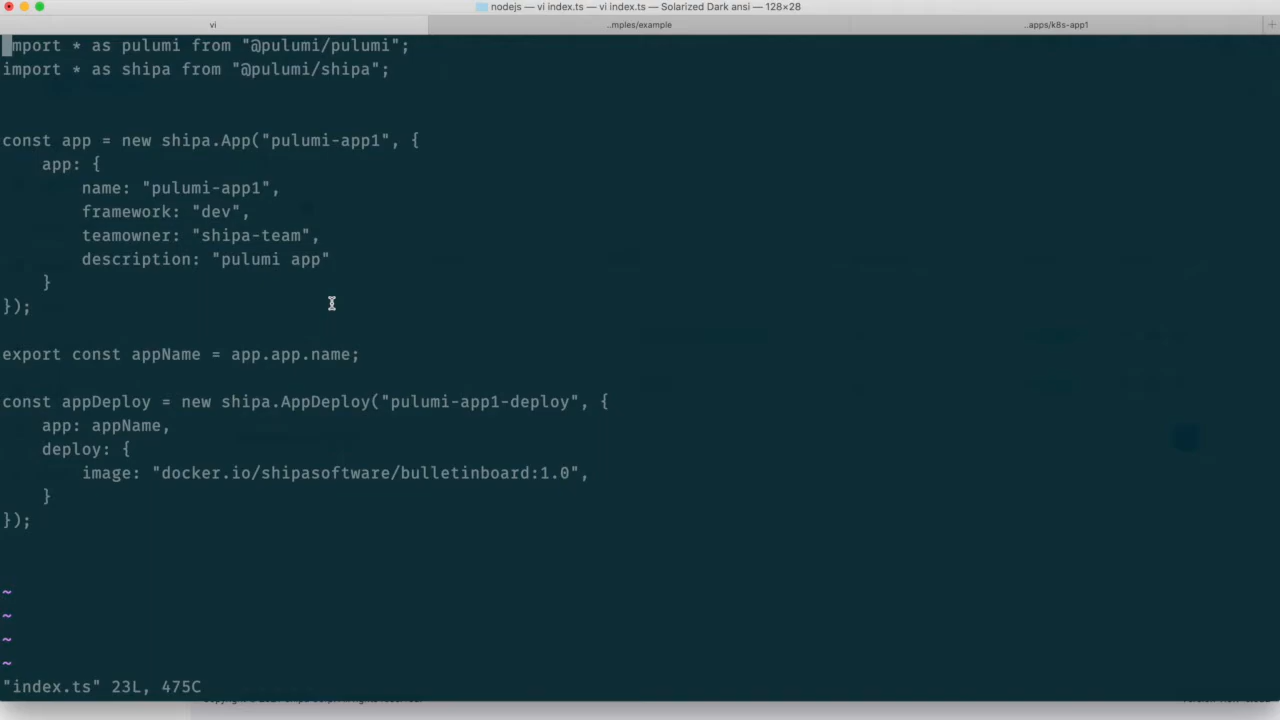 nodejs — vi index.ts — vi index.ts — Solarized Dark ansi — 128×28
vi
..mples/example
..apps/k8s-app1
import * as pulumi from "@pulumi/pulumi";
import * as shipa from "@pulumi/shipa";
const app = new shipa.App("pulumi-app1", {
app: {
name: "pulumi-app1",
framework: "dev",
teamowner: "shipa-team",
description: "pulumi app"
}
});
export const appName = app.app.name;
const appDeploy = new shipa.AppDeploy("pulumi-app1-deploy", {
app: appName,
deploy: {
image: "docker.io/shipasoftware/bulletinboard:1.0",
}
});
~
~
~
~
"index.ts" 23L, 475C